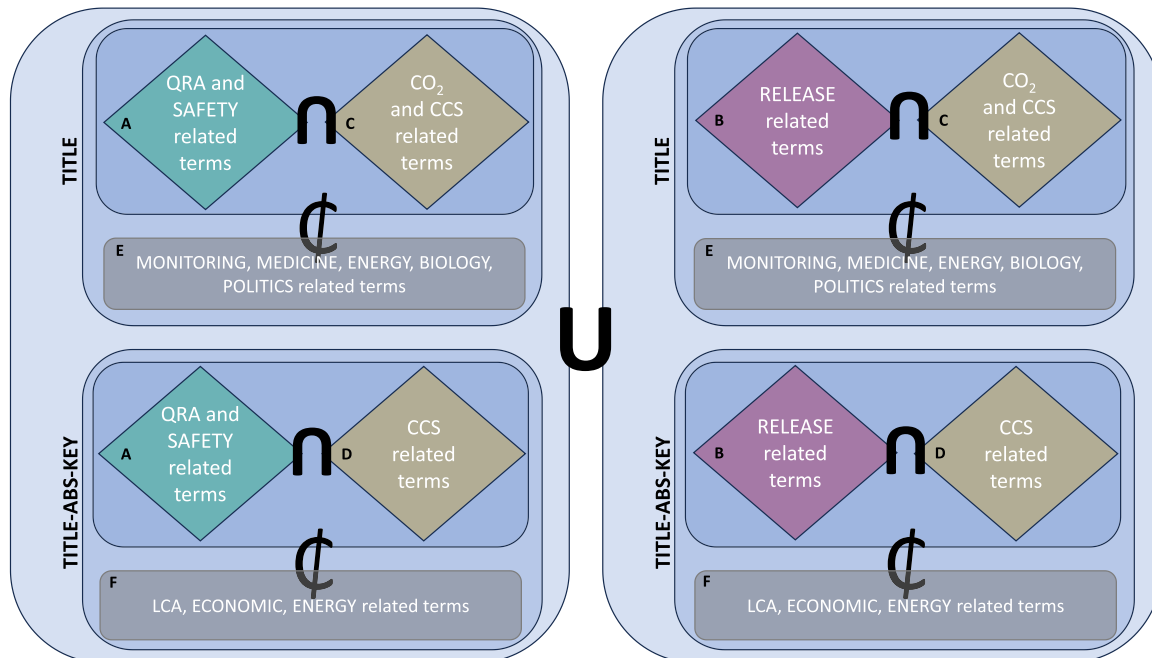 TITLE
A
QRA and
SAFETY
related
terms
∩
C
CO₂
and CCS
related
terms
₵
E
MONITORING, MEDICINE, ENERGY, BIOLOGY,
POLITICS related terms
TITLE-ABS-KEY
A
QRA and
SAFETY
related
terms
∩
D
CCS
related
terms
₵
F
LCA, ECONOMIC, ENERGY related terms
U
TITLE
B
RELEASE
related
terms
∩
C
CO₂
and CCS
related
terms
₵
E
MONITORING, MEDICINE, ENERGY, BIOLOGY,
POLITICS related terms
TITLE-ABS-KEY
B
RELEASE
related
terms
∩
D
CCS
related
terms
₵
F
LCA, ECONOMIC, ENERGY related terms